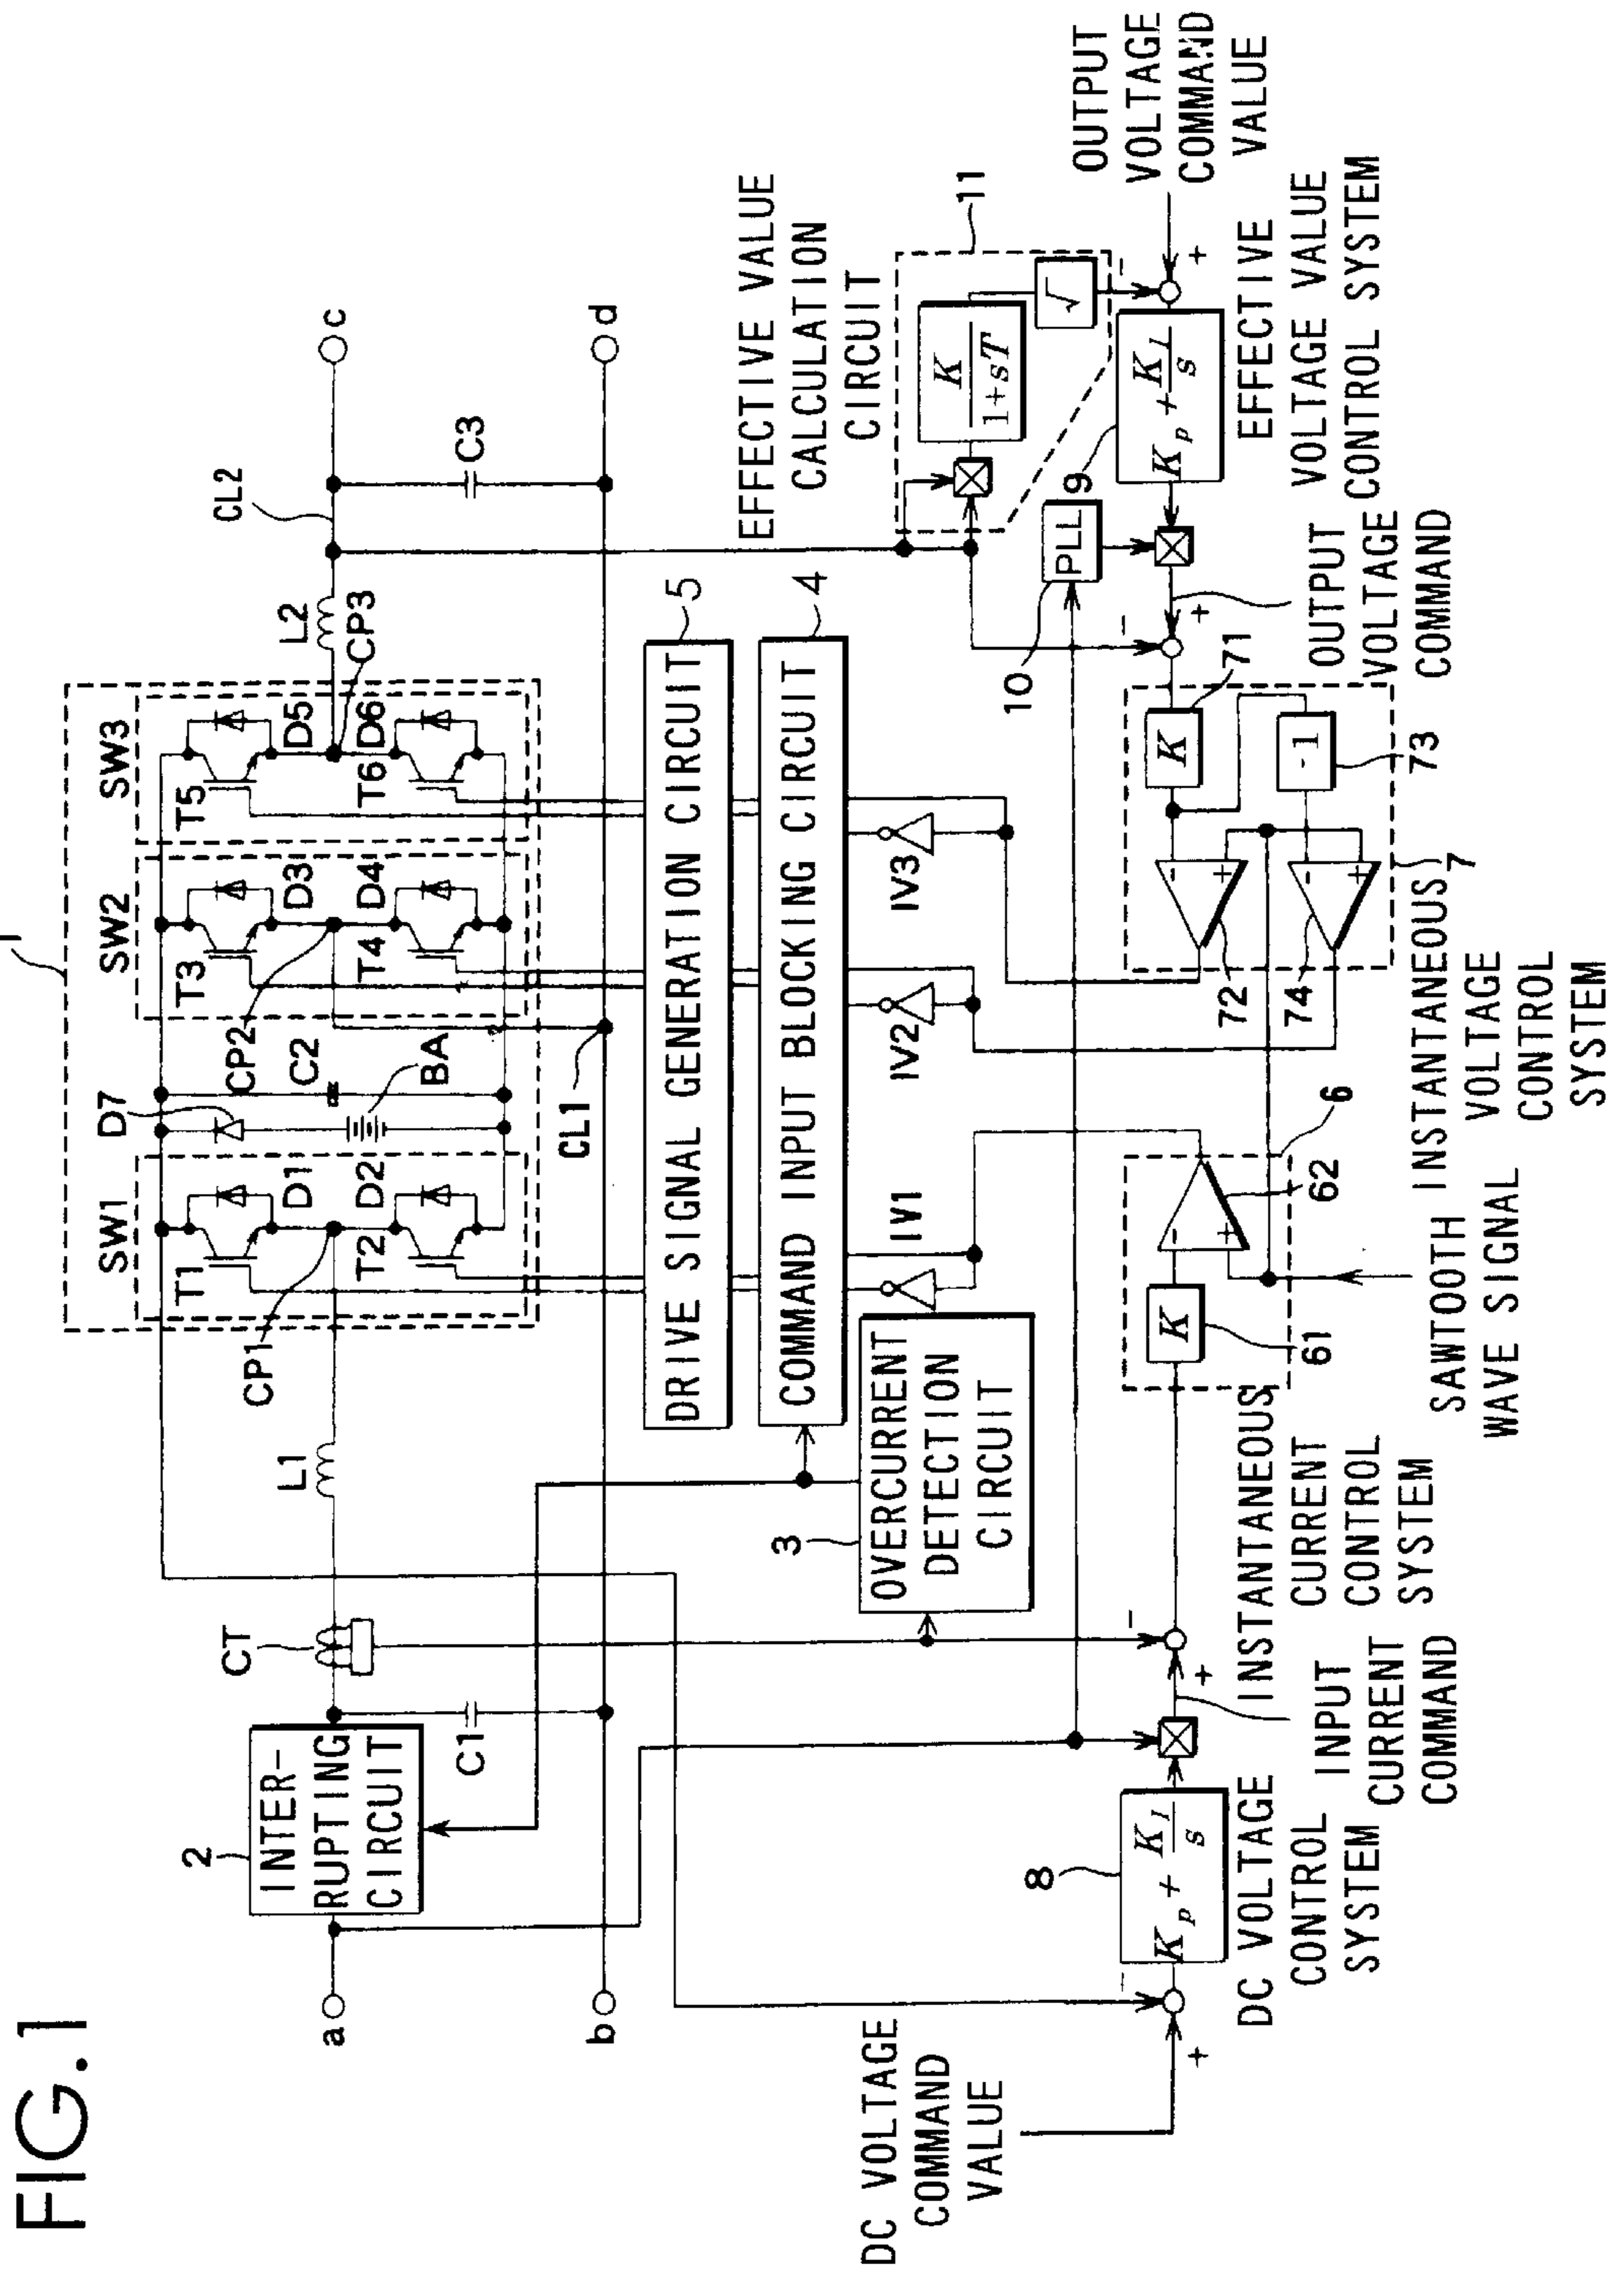 FIG.1
1
SW1
SW2
SW3
D7
T1
D1
T2
D2
T3
D3
T4
D4
T5
D5
T6
D6
CP1
CP2
CP3
C2
BA
L1
L2
CL1
CL2
CT
C1
C3
a
b
c
d
2
INTER-
RUPTING
CIRCUIT
5
DRIVE SIGNAL GENERATION CIRCUIT
4
COMMAND INPUT BLOCKING CIRCUIT
3
OVERCURRENT
DETECTION
CIRCUIT
IV1
IV2
IV3
EFFECTIVE VALUE
CALCULATION
CIRCUIT
11
K
1+sT
√
10
PLL
9
Kp + KI
s
+
−
OUTPUT
VOLTAGE
COMMAND
VALUE
EFFECTIVE
VOLTAGE VALUE
CONTROL SYSTEM
OUTPUT
VOLTAGE
COMMAND
+
−
71
K
-1
73
−
+
72
−
+
74
7
INSTANTANEOUS
VOLTAGE
CONTROL
SYSTEM
6
−
+
62
K
61
SAWTOOTH
WAVE SIGNAL
INSTANTANEOUS
CURRENT
CONTROL
SYSTEM
−
+
INPUT
CURRENT
COMMAND
8
Kp + KI
s
DC VOLTAGE
CONTROL
SYSTEM
−
+
DC VOLTAGE
COMMAND
VALUE